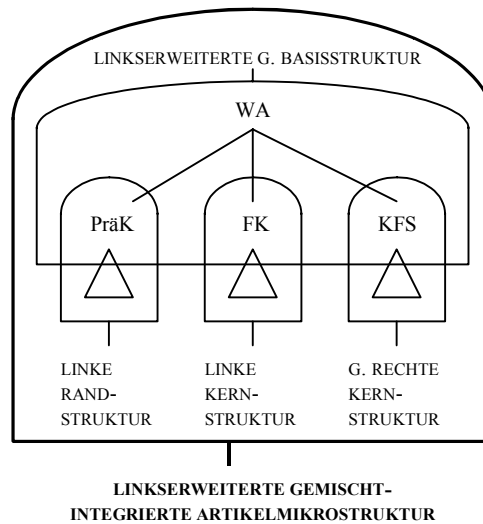 LINKSERWEITERTE G. BASISSTRUKTUR
WA
PräK FK KFS
LINKE LINKE G. RECHTE
RAND- KERN- KERN-
STRUKTUR STRUKTUR STRUKTUR
LINKSERWEITERTE GEMISCHT-
INTEGRIERTE ARTIKELMIKROSTRUKTUR